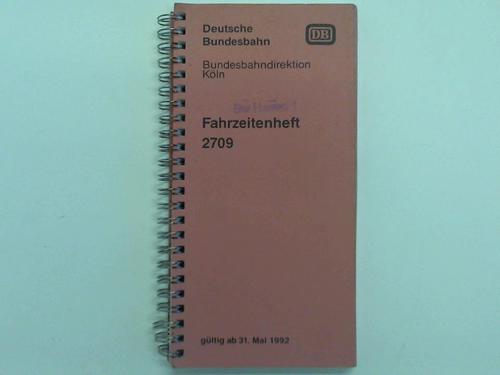 Deutsche
Bundesbahn
DB
Bundesbahndirektion
Köln
Fahrzeitenheft
2709
gültig ab 31. Mai 1992